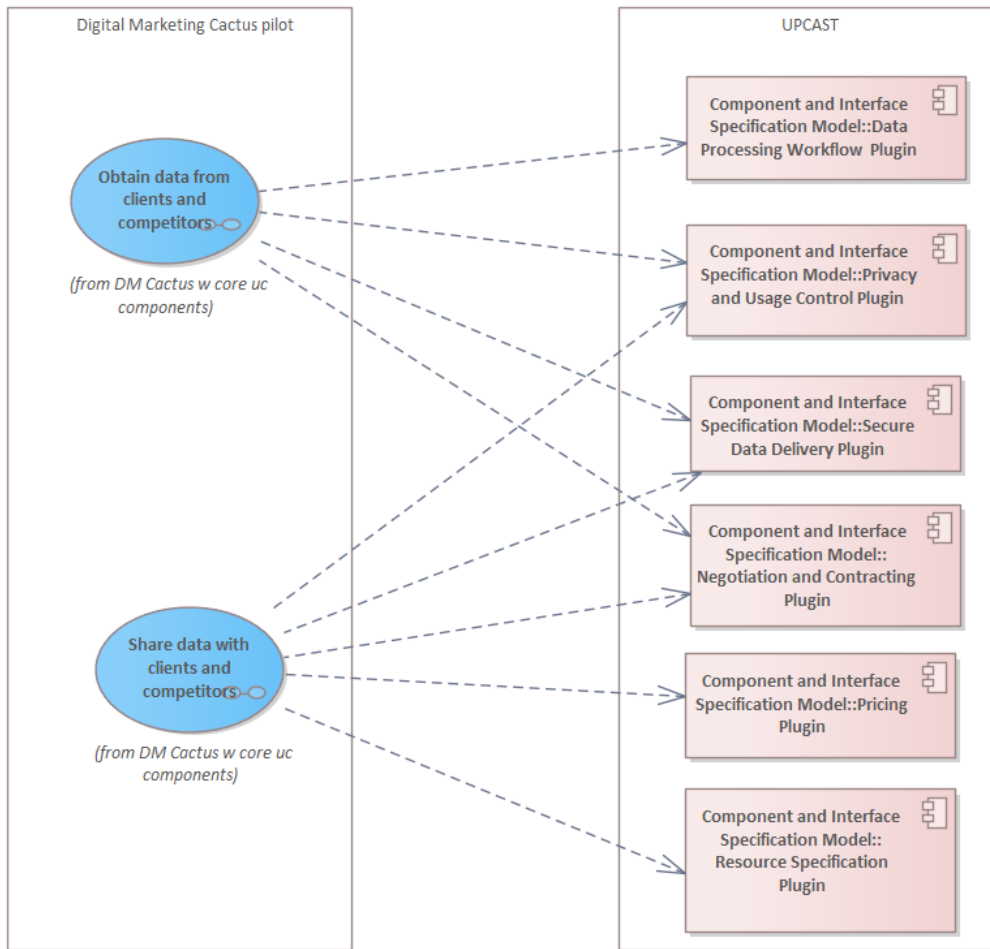 Digital Marketing Cactus pilot
Obtain data from
clients and
competitors
(from DM Cactus w core uc
components)
Share data with
clients and
competitors
(from DM Cactus w core uc
components)
UPCAST
Component and Interface
Specification Model::Data
Processing Workflow Plugin
Component and Interface
Specification Model::Privacy
and Usage Control Plugin
Component and Interface
Specification Model::Secure
Data Delivery Plugin
Component and Interface
Specification Model::
Negotiation and Contracting
Plugin
Component and Interface
Specification Model::Pricing
Plugin
Component and Interface
Specification Model::
Resource Specification
Plugin